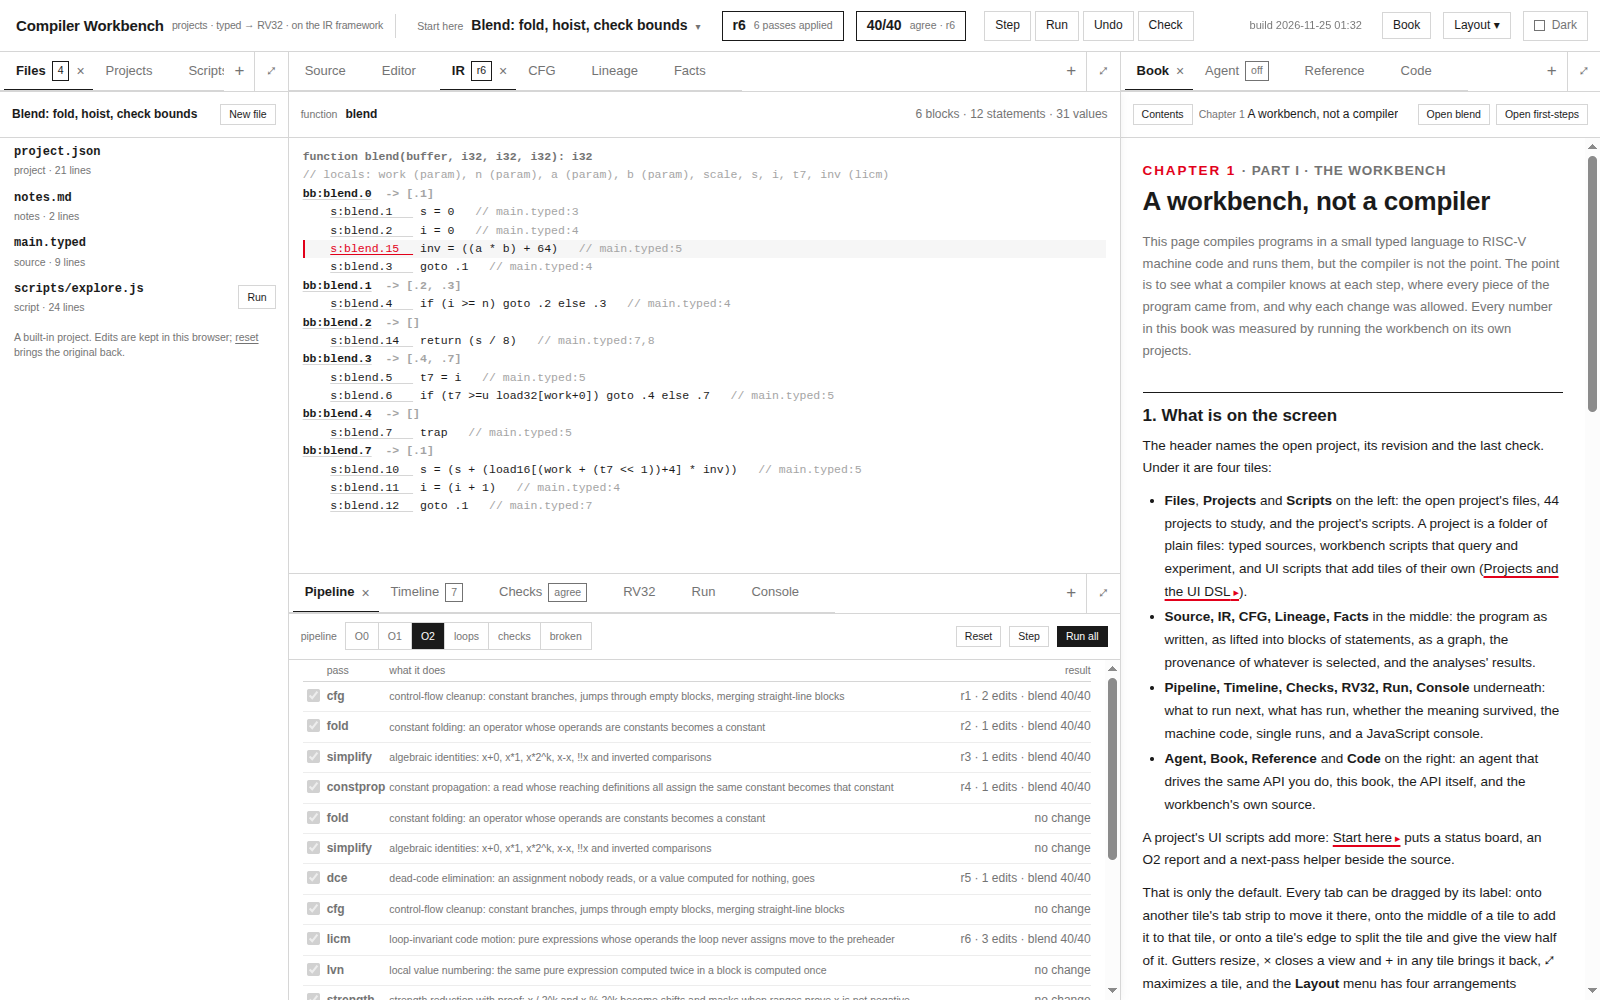 Compiler Workbench projects · typed → RV32 · on the IR framework Start here Blend: fold, hoist, check bounds ▾ r6 6 passes applied 40/40 agree · r6 Step Run Undo Check build 2026-11-25 01:32 Book Layout ▾ Dark
Files 4 × Projects Scripts + ⤢ Source Editor IR r6 × CFG Lineage Facts + ⤢ Book × Agent off Reference Code + ⤢
Blend: fold, hoist, check bounds New file
project.json
project · 21 lines
notes.md
notes · 2 lines
main.typed
source · 9 lines
scripts/explore.js
script · 24 lines
Run
A built-in project. Edits are kept in this browser; reset
brings the original back.
function blend 6 blocks · 12 statements · 31 values
function blend(buffer, i32, i32, i32): i32
// locals: work (param), n (param), a (param), b (param), scale, s, i, t7, inv (licm)
bb:blend.0 -> [.1]
s:blend.1 s = 0 // main.typed:3
s:blend.2 i = 0 // main.typed:4
s:blend.15 inv = ((a * b) + 64) // main.typed:5
s:blend.3 goto .1 // main.typed:4
bb:blend.1 -> [.2, .3]
s:blend.4 if (i >= n) goto .2 else .3 // main.typed:4
bb:blend.2 -> []
s:blend.14 return (s / 8) // main.typed:7,8
bb:blend.3 -> [.4, .7]
s:blend.5 t7 = i // main.typed:5
s:blend.6 if (t7 >=u load32[work+0]) goto .4 else .7 // main.typed:5
bb:blend.4 -> []
s:blend.7 trap // main.typed:5
bb:blend.7 -> [.1]
s:blend.10 s = (s + (load16[(work + (t7 << 1))+4] * inv)) // main.typed:5
s:blend.11 i = (i + 1) // main.typed:4
s:blend.12 goto .1 // main.typed:7
Pipeline × Timeline 7 Checks agree RV32 Run Console + ⤢
pipeline O0 O1 O2 loops checks broken Reset Step Run all
pass what it does result
cfg control-flow cleanup: constant branches, jumps through empty blocks, merging straight-line blocks r1 · 2 edits · blend 40/40
fold constant folding: an operator whose operands are constants becomes a constant r2 · 1 edits · blend 40/40
simplify algebraic identities: x+0, x*1, x*2^k, x-x, !!x and inverted comparisons r3 · 1 edits · blend 40/40
constprop constant propagation: a read whose reaching definitions all assign the same constant becomes that constant r4 · 1 edits · blend 40/40
fold constant folding: an operator whose operands are constants becomes a constant no change
simplify algebraic identities: x+0, x*1, x*2^k, x-x, !!x and inverted comparisons no change
dce dead-code elimination: an assignment nobody reads, or a value computed for nothing, goes r5 · 1 edits · blend 40/40
cfg control-flow cleanup: constant branches, jumps through empty blocks, merging straight-line blocks no change
licm loop-invariant code motion: pure expressions whose operands the loop never assigns move to the preheader r6 · 3 edits · blend 40/40
lvn local value numbering: the same pure expression computed twice in a block is computed once no change
strength strength reduction with proof: x / 2^k and x % 2^k become shifts and masks when ranges prove x is not negative no change
Contents Chapter 1 A workbench, not a compiler Open blend Open first-steps
CHAPTER 1 · PART I · THE WORKBENCH
A workbench, not a compiler
This page compiles programs in a small typed language to RISC-V
machine code and runs them, but the compiler is not the point. The point
is to see what a compiler knows at each step, where every piece of the
program came from, and why each change was allowed. Every number
in this book was measured by running the workbench on its own
projects.
1. What is on the screen
The header names the open project, its revision and the last check.
Under it are four tiles:
• Files, Projects and Scripts on the left: the open project's files, 44
projects to study, and the project's scripts. A project is a folder of
plain files: typed sources, workbench scripts that query and
experiment, and UI scripts that add tiles of their own (Projects and
the UI DSL ▸).
• Source, IR, CFG, Lineage, Facts in the middle: the program as
written, as lifted into blocks of statements, as a graph, the
provenance of whatever is selected, and the analyses' results.
• Pipeline, Timeline, Checks, RV32, Run, Console underneath:
what to run next, what has run, whether the meaning survived, the
machine code, single runs, and a JavaScript console.
• Agent, Book, Reference and Code on the right: an agent that
drives the same API you do, this book, the API itself, and the
workbench's own source.
A project's UI scripts add more: Start here ▸ puts a status board, an
O2 report and a next-pass helper beside the source.
That is only the default. Every tab can be dragged by its label: onto
another tile's tab strip to move it there, onto the middle of a tile to add
it to that tile, or onto a tile's edge to split the tile and give the view half
of it. Gutters resize, × closes a view and + in any tile brings it back, ⤢
maximizes a tile, and the Layout menu has four arrangements